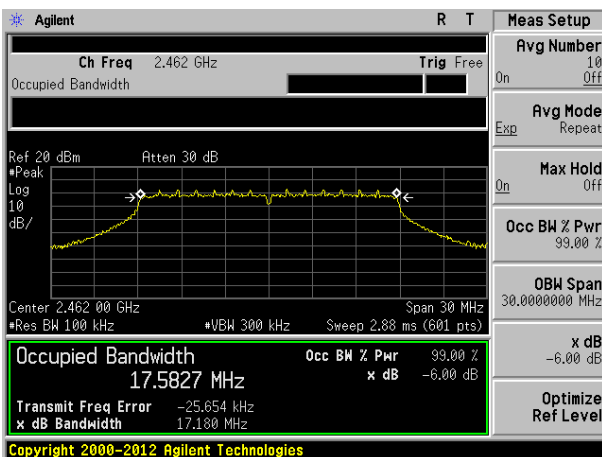 Agilent R T Meas Setup
Avg Number
10
On Off
Ch Freq 2.462 GHz Trig Free
Occupied Bandwidth
Avg Mode
Exp Repeat
Max Hold
On Off
Ref 20 dBm Atten 30 dB
#Peak
Log
10
dB/
Occ BW % Pwr
99.00 %
OBW Span
30.0000000 MHz
Center 2.462 00 GHz Span 30 MHz
#Res BW 100 kHz #VBW 300 kHz Sweep 2.88 ms (601 pts)
x dB
-6.00 dB
Occupied Bandwidth Occ BW % Pwr 99.00 %
17.5827 MHz x dB -6.00 dB
Optimize
Ref Level
Transmit Freq Error -25.654 kHz
x dB Bandwidth 17.180 MHz
Copyright 2000-2012 Agilent Technologies